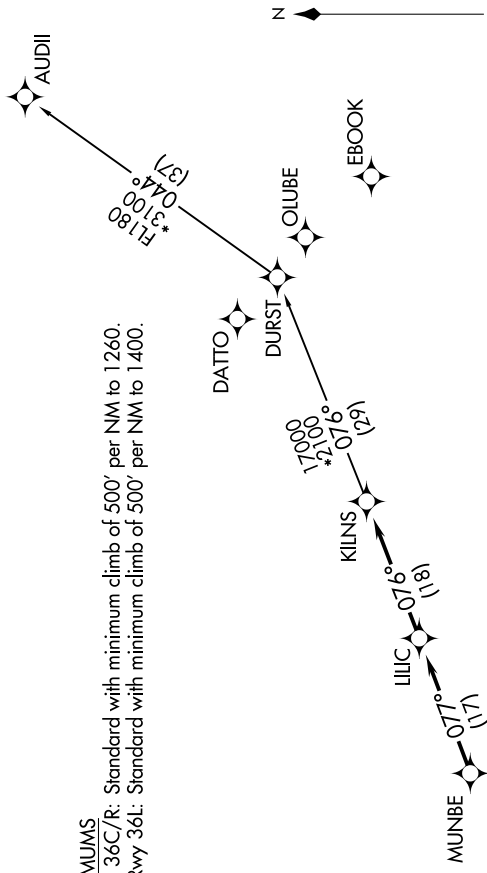 N
AUDII
FL180
*3100
044°
(37)
EBOOK
OLUBE
DURST
DATTO
17000
*2100
076°
(29)
KILNS
076°
(18)
LILIC
077°
(17)
MUNBE
MUMS
36C/R: Standard with minimum climb of 500' per NM to 1260.
Rwy 36L: Standard with minimum climb of 500' per NM to 1400.